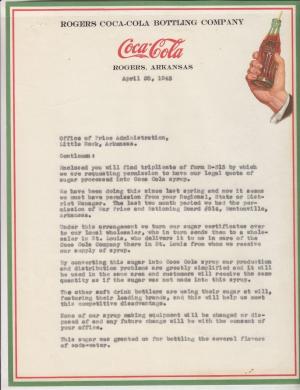 ROGERS COCA-COLA BOTTLING COMPANY
Coca-Cola
ROGERS, ARKANSAS
April 28, 1943
Office of Price Administration,
Little Rock, Arkansas.
Gentlemen:
Enclosed you will find triplicate of form R-315 by which
we are requesting permission to have our legal quota of
sugar processed into Coca Cola syrup.
We have been doing this since last spring and now it seems
we must have permission from your Regional, State or Dist-
rict Manager. The last two month period we had the per-
mission of War Price and Rationing Board Bentonville,
Arkansas.
Under this arrangement we turn our sugar certificates over
to our local wholesaler, who in turn sends them to a whole-
saler in St. Louis, who delivers it to us in care of the
Coca Cola Company there in St. Louis from whom we receive
our supply of syrup.
By converting this sugar into Coca Cola syrup our production
and distribution problems are greatly simplified and it will
be used in the same area and customers will receive the same
quantity as if the sugar was not made into this syrup.
The other soft drink bottlers are using their sugar at will,
featuring their leading brands, and this will help us meet
this competitive disadvantage.
None of our syrup making equipment will be changed or dis-
posed of and any future change will be with the consent of
your office.
This sugar was granted us for bottling the several flavors
of soda-water.